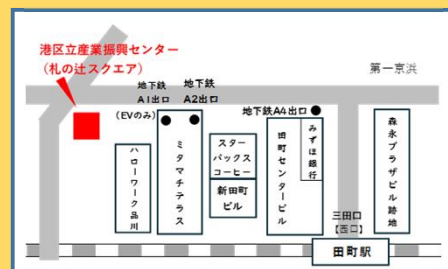 港区立産業振興センター
（札の辻スクエア）
地下鉄
A1出口
(EVのみ)
地下鉄
A2出口
第一京浜
地下鉄A4出口
ハローワーク品川
ミタマチテラス
スター
バックス
コーヒー
新田町
ビル
田町センタービル
みずほ銀行
森永プラザビル跡地
三田口
【西口】
田町駅